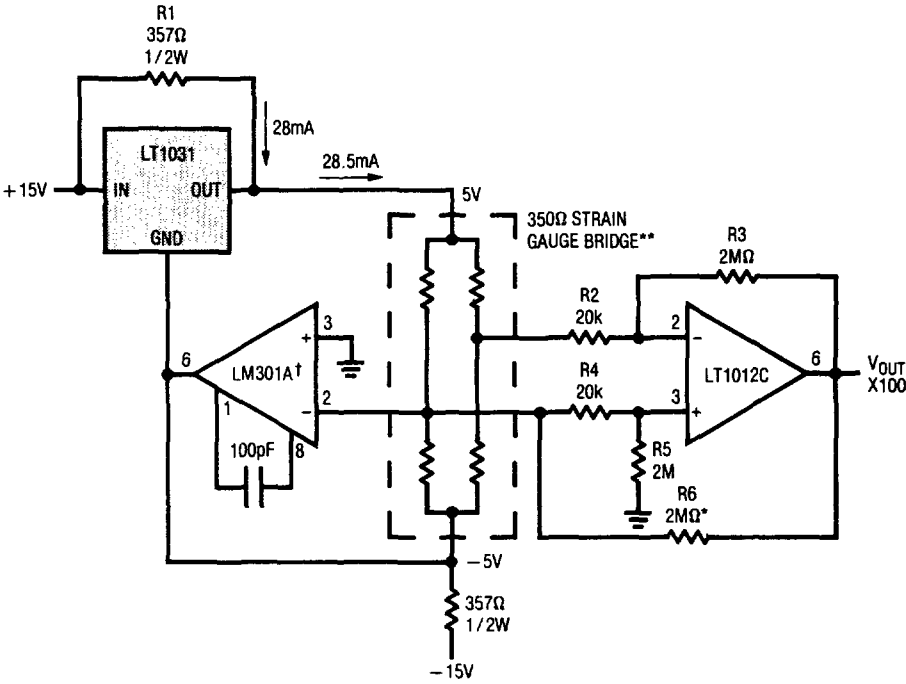 R1
357Ω
1/2W
28mA
LT1031
+15V
IN
OUT
GND
28.5mA
5V
350Ω STRAIN
GAUGE BRIDGE**
R3
2MΩ
R2
20k
6
3
+
LM301A†
2
−
1
8
100pF
2
−
LT1012C
6
VOUT
X100
R4
20k
3
+
R5
2M
R6
2MΩ*
−5V
357Ω
1/2W
−15V